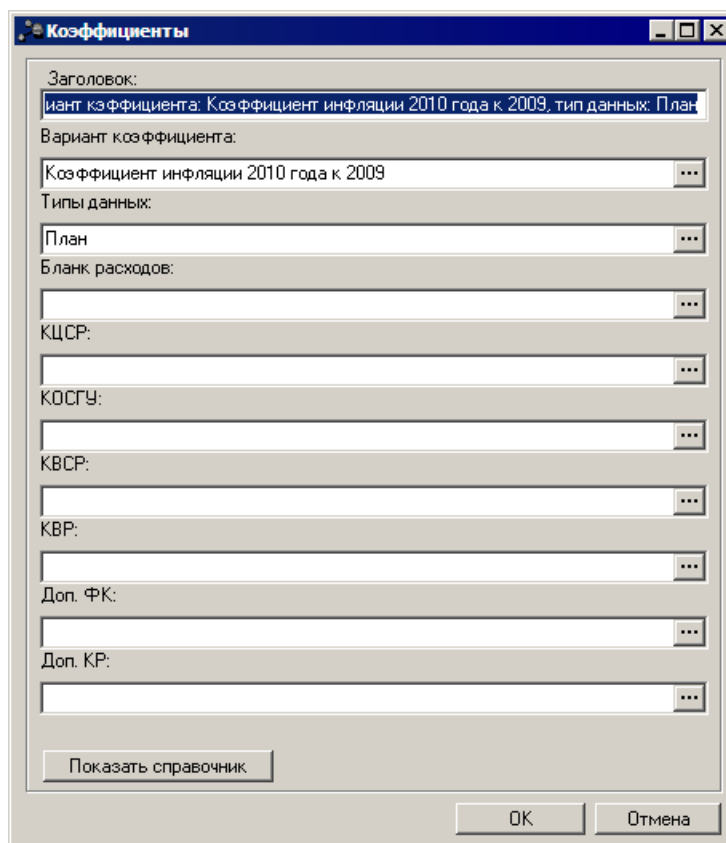 Коэффициенты
Заголовок:
иант кэффициента: Коэффициент инфляции 2010 года к 2009, тип данных: План
Вариант коэффициента:
Коэффициент инфляции 2010 года к 2009
Типы данных:
План
Бланк расходов:
КЦСР:
КОСГУ:
КВСР:
КВР:
Доп. ФК:
Доп. КР:
Показать справочник
OK Отмена